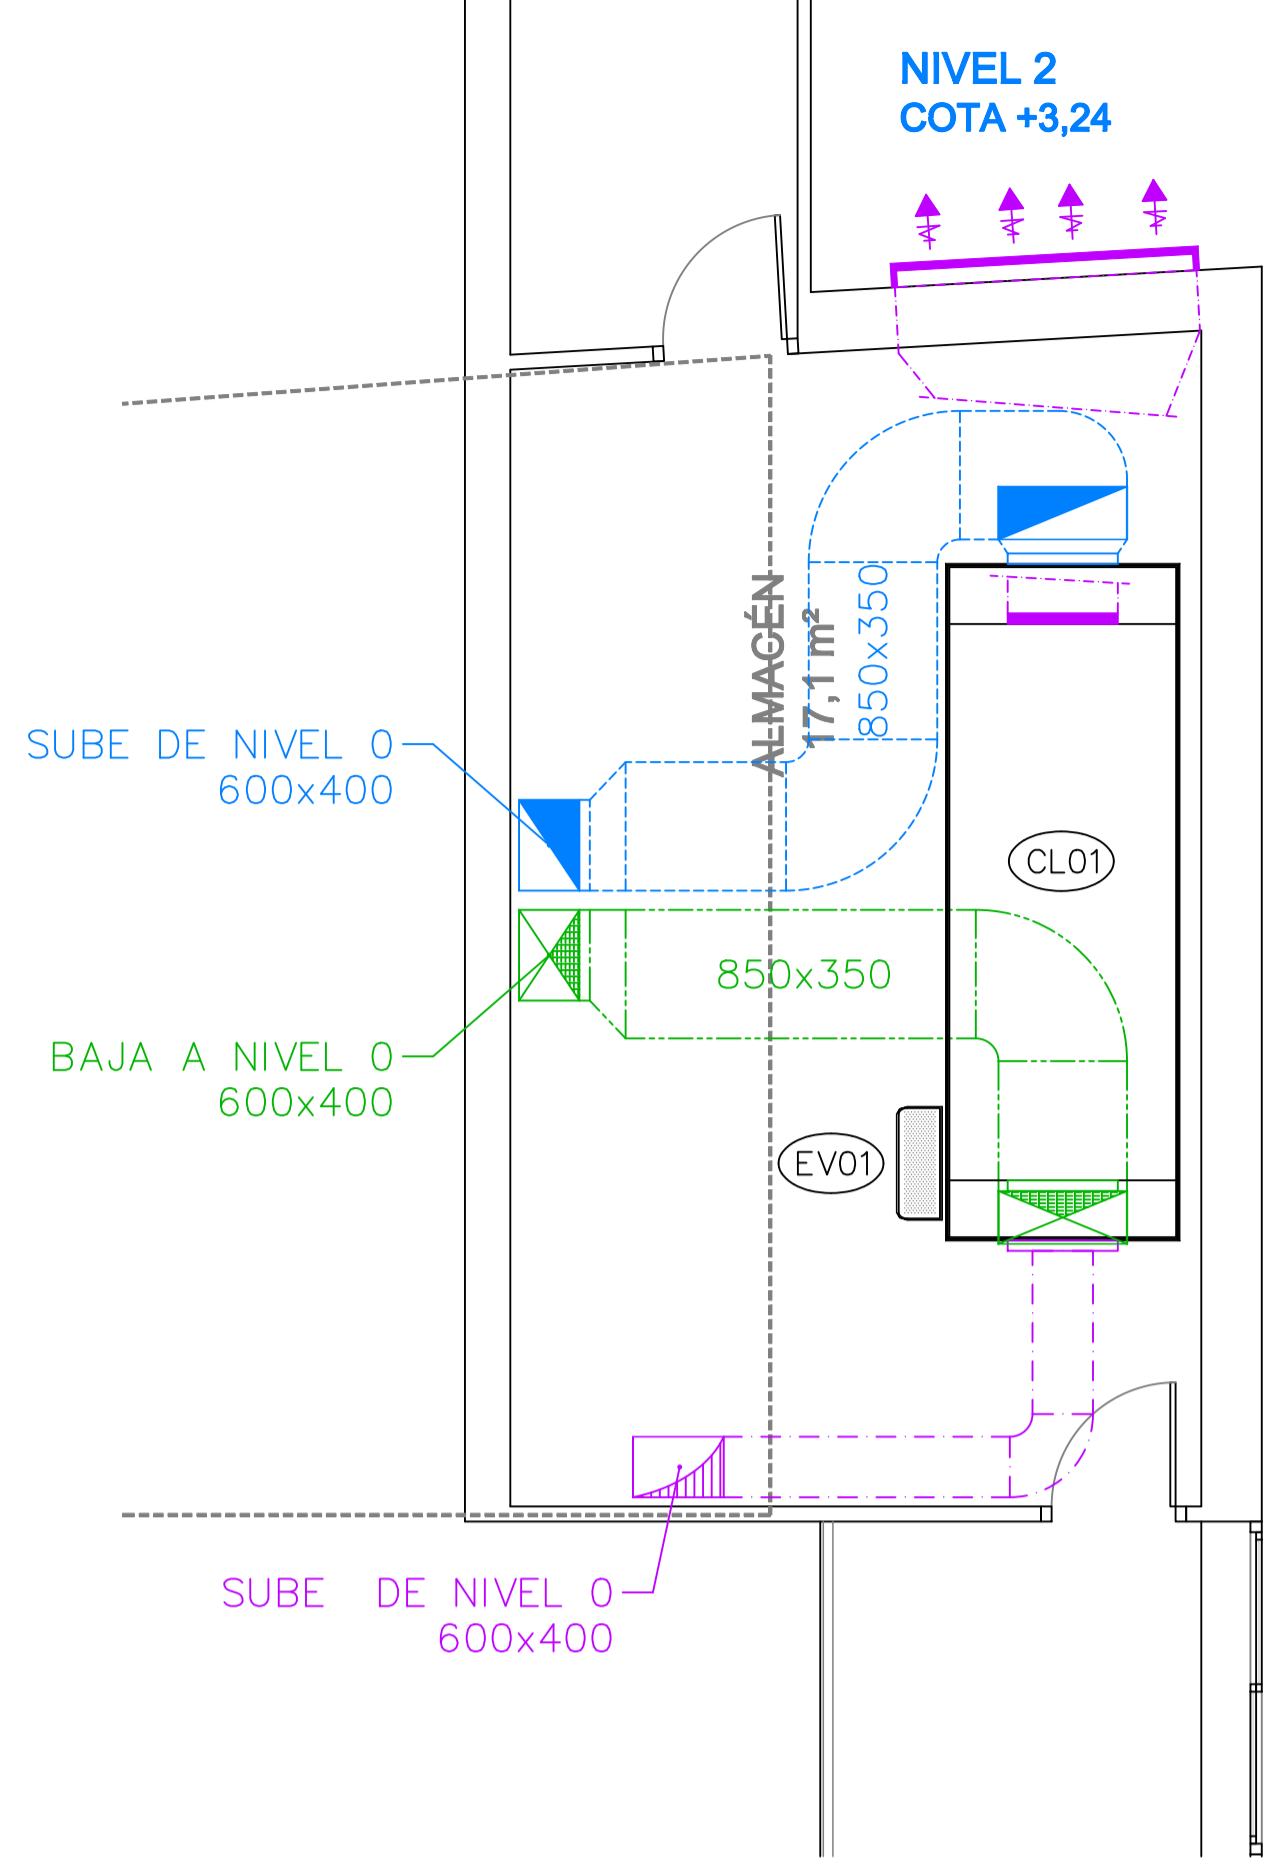 NIVEL 2
COTA +3,24
ALMAGÉN
17,1 m²
850x350
SUBE DE NIVEL 0
600x400
CL01
850x350
BAJA A NIVEL 0
600x400
EV01
SUBE DE NIVEL 0
600x400